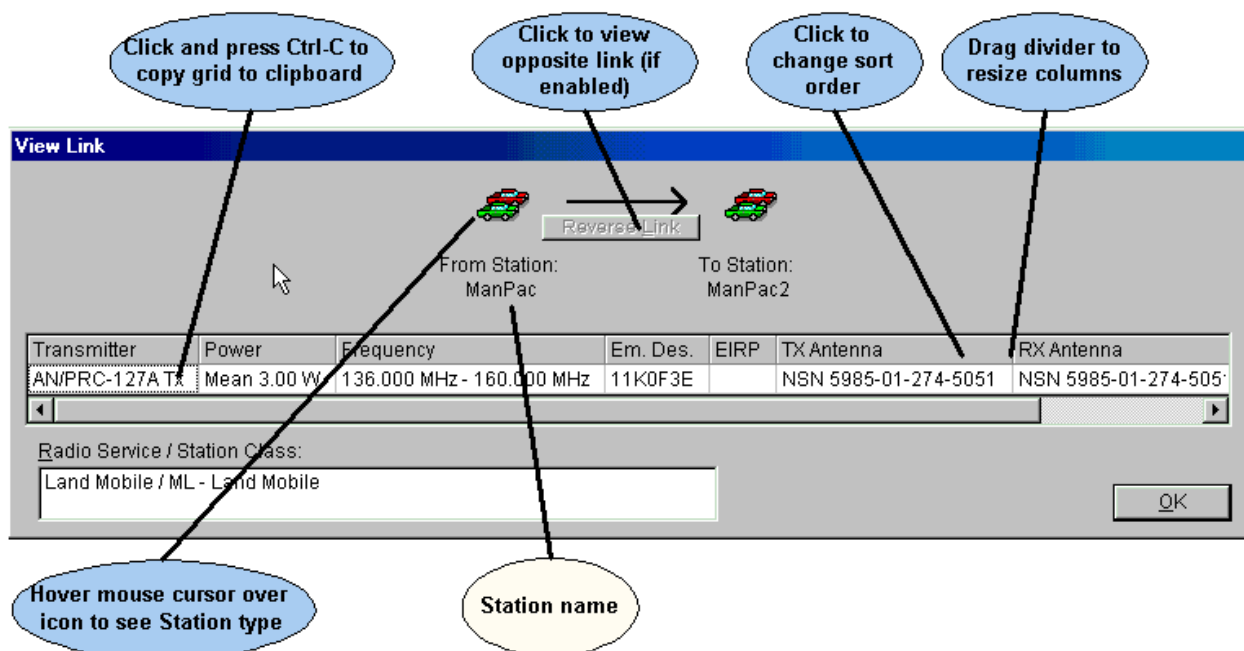 Click and press Ctrl-C to
copy grid to clipboard
Click to view
opposite link (if
enabled)
Click to
change sort
order
Drag divider to
resize columns
View Link
Reverse Link
From Station:
ManPac
To Station:
ManPac2
Transmitter Power Frequency Em. Des. EIRP TX Antenna RX Antenna
AN/PRC-127A TX Mean 3.00 W 136.000 MHz - 160.000 MHz 11K0F3E NSN 5985-01-274-5051 NSN 5985-01-274-505
Radio Service / Station Class:
Land Mobile / ML - Land Mobile
OK
Hover mouse cursor over
icon to see Station type
Station name